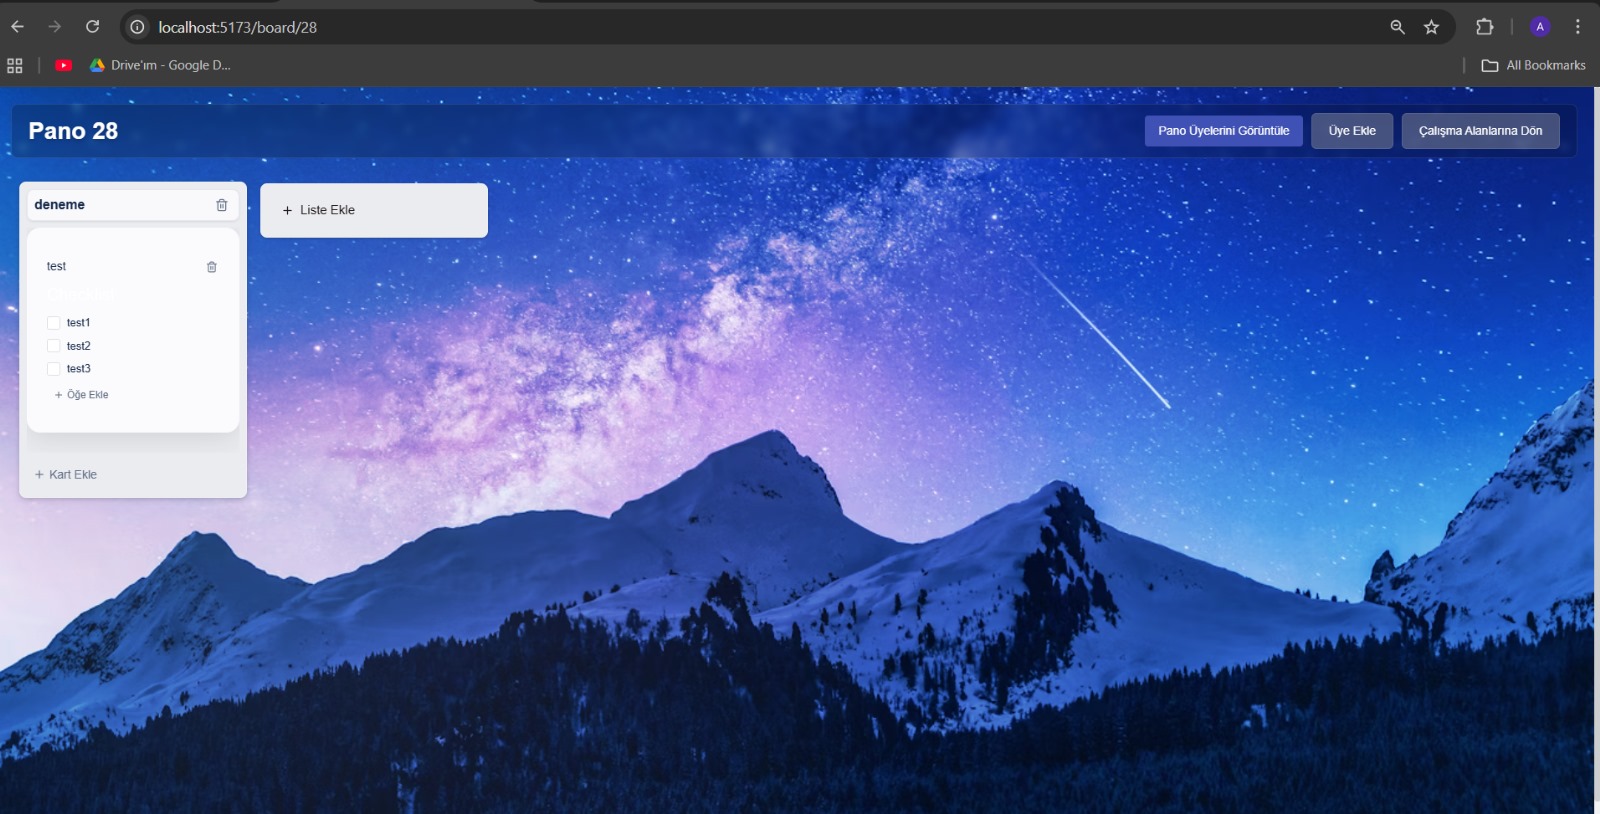 localhost:5173/board/28
A
Drive'ım - Google D...
All Bookmarks
Pano 28
Pano Üyelerini Görüntüle
Üye Ekle
Çalışma Alanlarına Dön
deneme
+ Liste Ekle
test
test1
test2
test3
+ Öğe Ekle
+ Kart Ekle